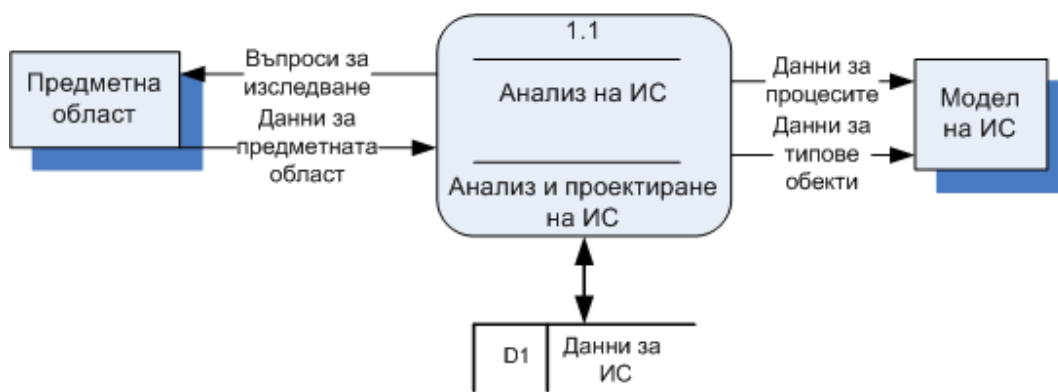 Предметна
област
Въпроси за
изследване
Данни за
предметната
област
1.1
Анализ на ИС
Анализ и проектиране
на ИС
Данни за
процесите
Данни за
типове
обекти
Модел
на ИС
D1
Данни за
ИС